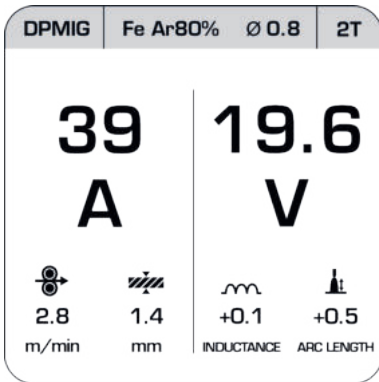 DPMIG Fe Ar80% Ø 0.8 2T
39 19.6
A V
2.8 1.4 +0.1 +0.5
m/min mm INDUCTANCE ARC LENGTH